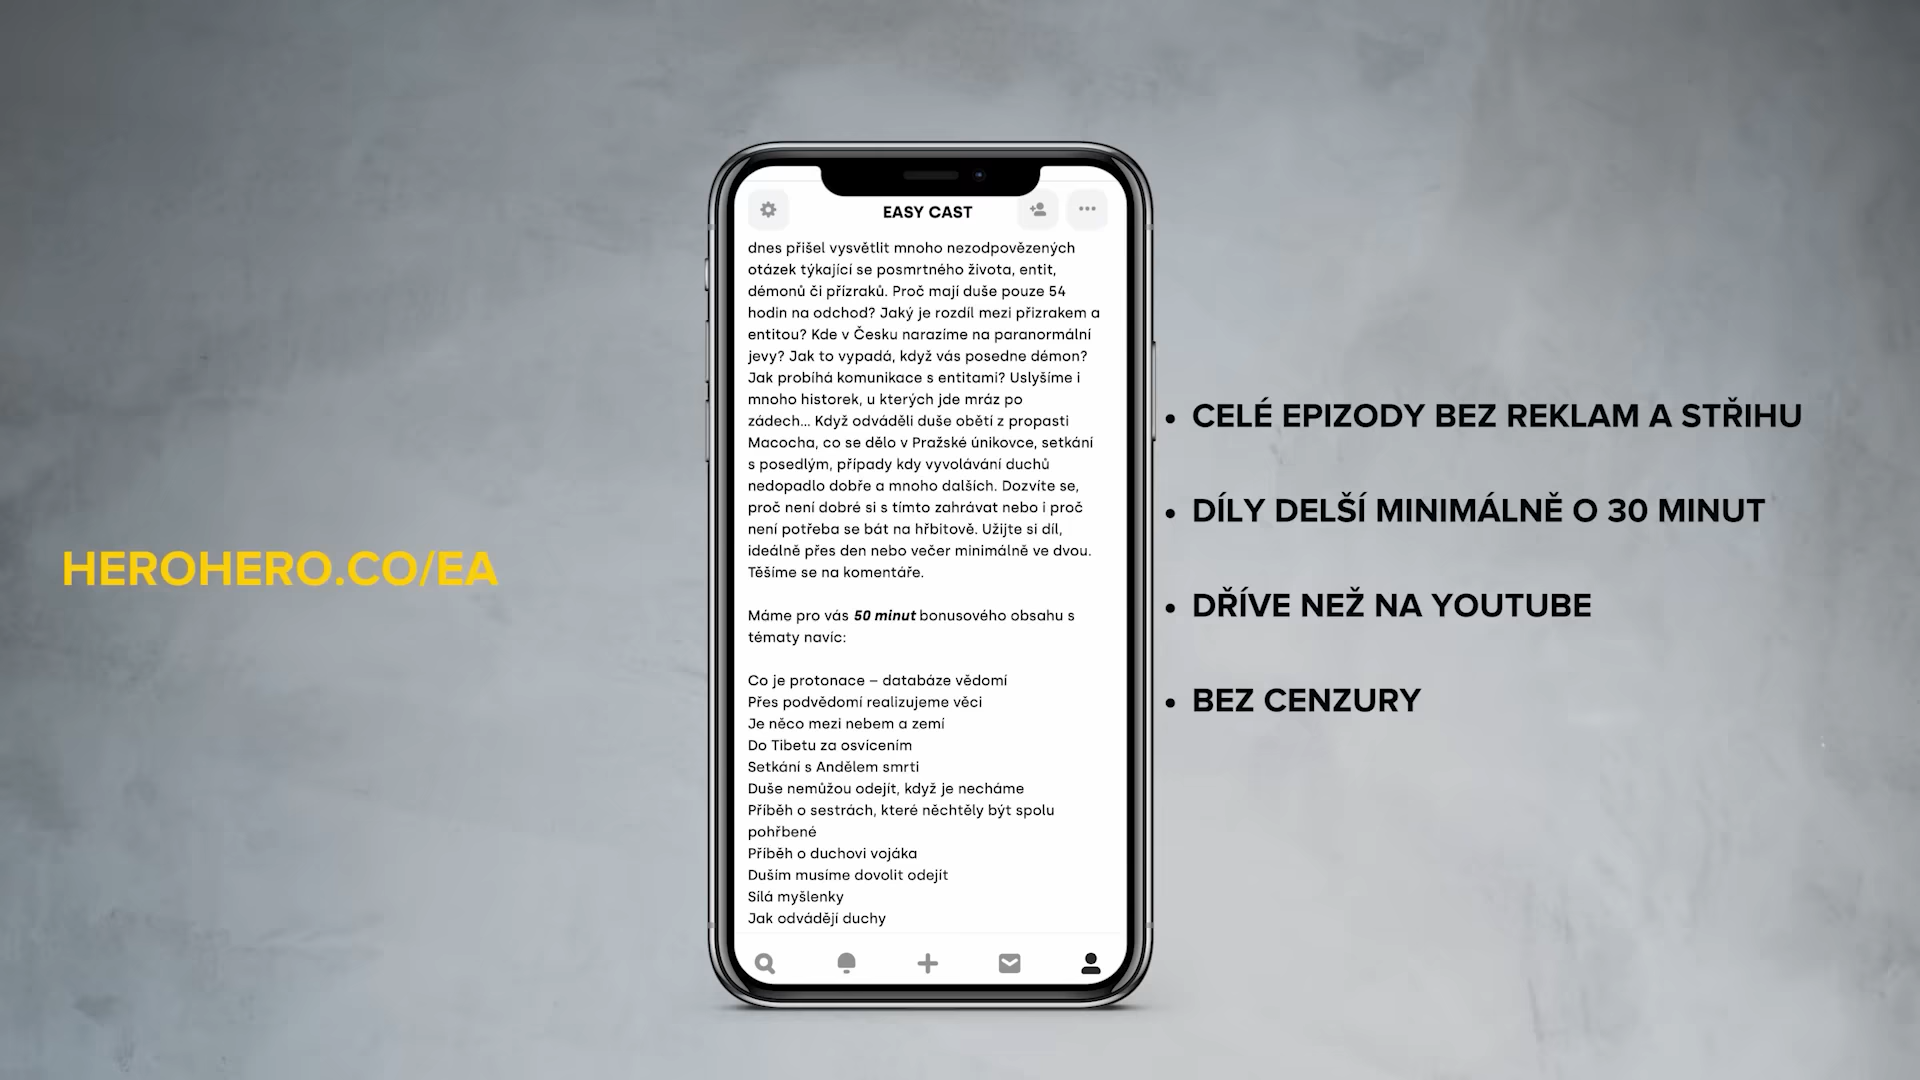 HEROHERO.CO/EA
EASY CAST
dnes přišel vysvětlit mnoho nezodpovězených
otázek týkající se posmrtného života, entit,
démonů či přízraků. Proč mají duše pouze 54
hodin na odchod? Jaký je rozdíl mezi přizrakem a
entitou? Kde v Česku narazíme na paranormální
jevy? Jak to vypadá, když vás posedne démon?
Jak probíhá komunikace s entitami? Uslyšíme i
mnoho historek, u kterých jde mráz po
zádech... Když odváděli duše obětí z propasti
Macocha, co se dělo v Pražské únikovce, setkání
s posedlým, případy kdy vyvolávání duchů
nedopadlo dobře a mnoho dalších. Dozvíte se,
proč není dobré si s tímto zahrávat nebo i proč
není potřeba se bát na hřbitově. Užijte si díl,
ideálně přes den nebo večer minimálně ve dvou.
Těšíme se na komentáře.
Máme pro vás 50 minut bonusového obsahu s
tématy navíc:
Co je protonace – databáze vědomí
Přes podvědomí realizujeme věci
Je něco mezi nebem a zemí
Do Tibetu za osvícením
Setkání s Andělem smrti
Duše nemůžou odejít, když je necháme
Příběh o sestrách, které něchtěly být spolu
pohřbené
Příběh o duchovi vojáka
Duším musíme dovolit odejít
Sílá myšlenky
Jak odvádějí duchy
• CELÉ EPIZODY BEZ REKLAM A STŘIHU
• DÍLY DELŠÍ MINIMÁLNĚ O 30 MINUT
• DŘÍVE NEŽ NA YOUTUBE
• BEZ CENZURY